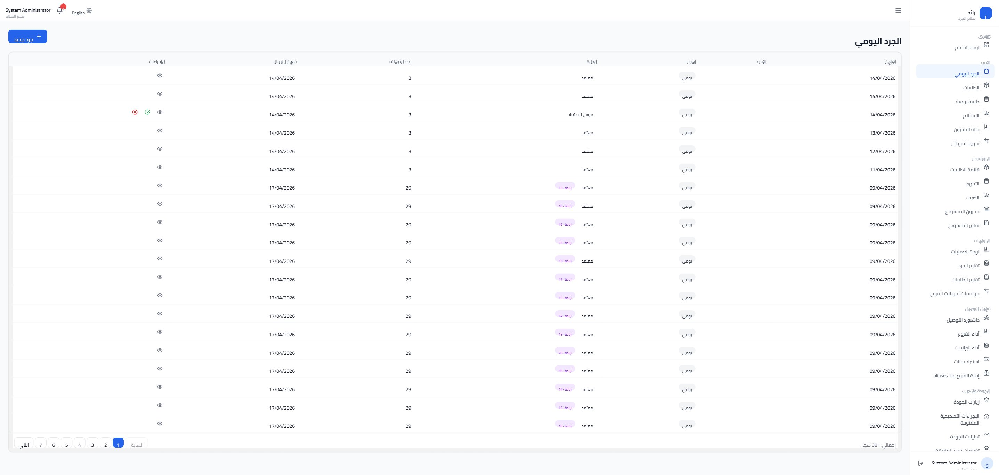 رائد
نظام الجرد
English
System Administrator
مدير النظام
لوحة التحكم
الفرع
الجرد اليومي
الطلبيات
طلبية يومية
الاستلام
حالة المخزون
تحويل لفرع آخر
المستودع
قائمة الطلبيات
التجهيز
الصرف
مخزون المستودع
تقارير المستودع
العمليات
لوحة العمليات
تقارير الجرد
تقارير الطلبيات
موافقات تحويلات الفروع
داشبورد التوصيل
أداء الفروع
أداء البراندات
استيراد بيانات
إدارة الفروع والـ aliases
الجودة والتدريب
زيارات الجودة
الإجراءات التصحيحية المفتوحة
تحليلات الجودة
تقييمات مدير المنطقة
S
System Administrator
مدير النظام
الجرد اليومي
جرد جديد
التاريخ الفرع النوع الحالة عدد الأصناف تاريخ الإرسال الإجراءات
14/04/2026 يومي معتمد 3 14/04/2026
14/04/2026 يومي معتمد 3 14/04/2026
14/04/2026 يومي مرسل للاعتماد 3 14/04/2026
13/04/2026 يومي معتمد 3 14/04/2026
12/04/2026 يومي معتمد 3 14/04/2026
11/04/2026 يومي معتمد 3 14/04/2026
09/04/2026 يومي معتمد زيادة · 13 29 17/04/2026
09/04/2026 يومي معتمد زيادة · 16 29 17/04/2026
09/04/2026 يومي معتمد زيادة · 19 29 17/04/2026
09/04/2026 يومي معتمد زيادة · 15 29 17/04/2026
09/04/2026 يومي معتمد زيادة · 15 29 17/04/2026
09/04/2026 يومي معتمد زيادة · 17 29 17/04/2026
09/04/2026 يومي معتمد زيادة · 13 29 17/04/2026
09/04/2026 يومي معتمد زيادة · 14 29 17/04/2026
09/04/2026 يومي معتمد زيادة · 13 29 17/04/2026
09/04/2026 يومي معتمد زيادة · 20 29 17/04/2026
09/04/2026 يومي معتمد زيادة · 16 29 17/04/2026
09/04/2026 يومي معتمد زيادة · 14 29 17/04/2026
09/04/2026 يومي معتمد زيادة · 15 29 17/04/2026
09/04/2026 يومي معتمد زيادة · 16 29 17/04/2026
إجمالي: 381 سجل
السابق 1 2 3 4 5 6 7 التالي